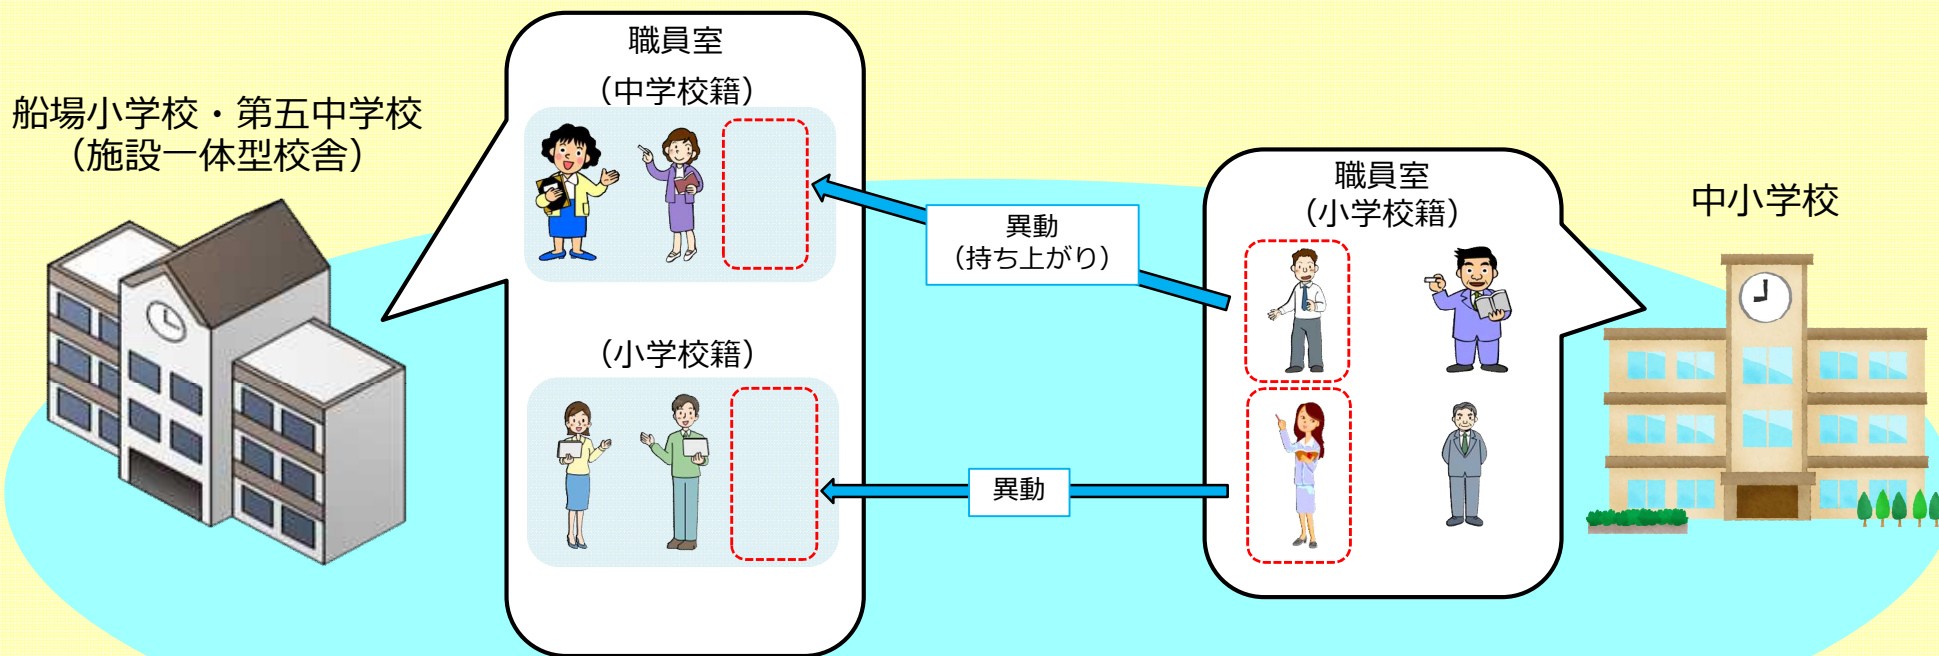 船場小学校・第五中学校
（施設一体型校舎）
職員室
（中学校籍）
（小学校籍）
異動
（持ち上がり）
異動
職員室
（小学校籍）
中小学校